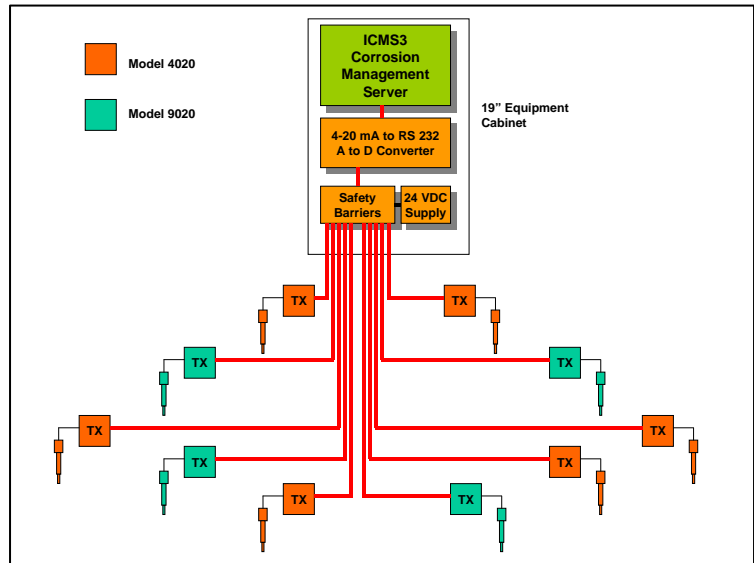 Model 4020
Model 9020
ICMS3
Corrosion
Management
Server
19” Equipment
Cabinet
4-20 mA to RS 232
A to D Converter
Safety
Barriers
24 VDC
Supply
TX
TX
TX
TX
TX
TX
TX
TX
TX
TX